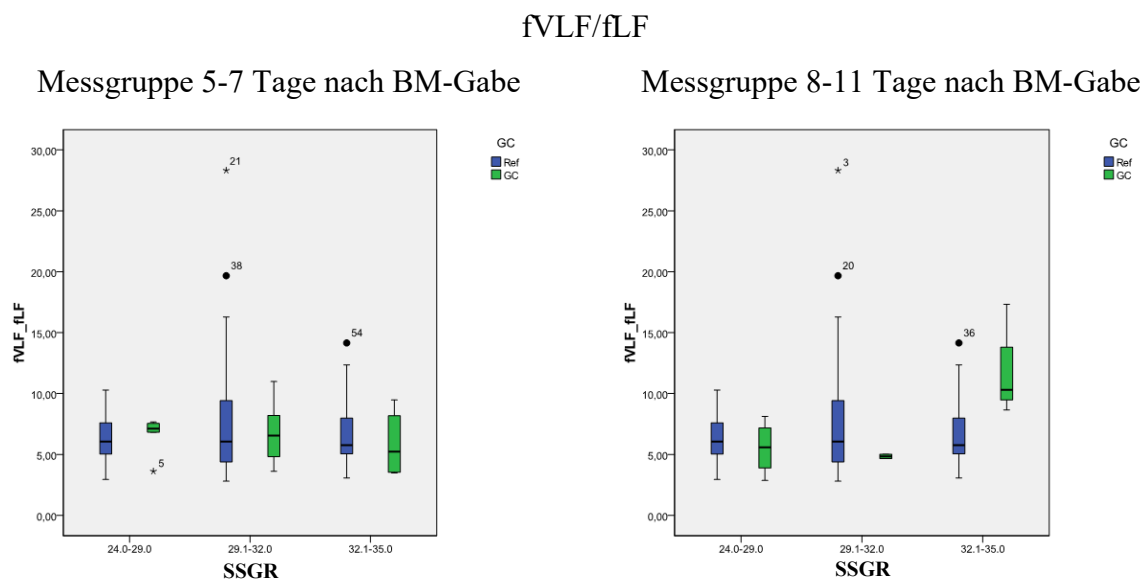 fVLF/fLF
Messgruppe 5-7 Tage nach BM-Gabe
GC
Ref
GC
30,00
25,00
20,00
15,00
10,00
5,00
0,00
fVLF_fLF
21
38
54
5
24.0-29.0
29.1-32.0
32.1-35.0
SSGR
Messgruppe 8-11 Tage nach BM-Gabe
GC
Ref
GC
30,00
25,00
20,00
15,00
10,00
5,00
0,00
fVLF_fLF
3
20
36
24.0-29.0
29.1-32.0
32.1-35.0
SSGR